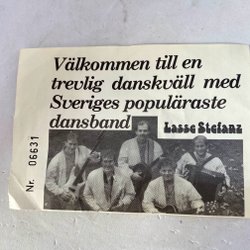 Välkommen till en
trevlig danskväll med
Sveriges populäraste
dansband
Lasse Stefanz
Nr. 06631